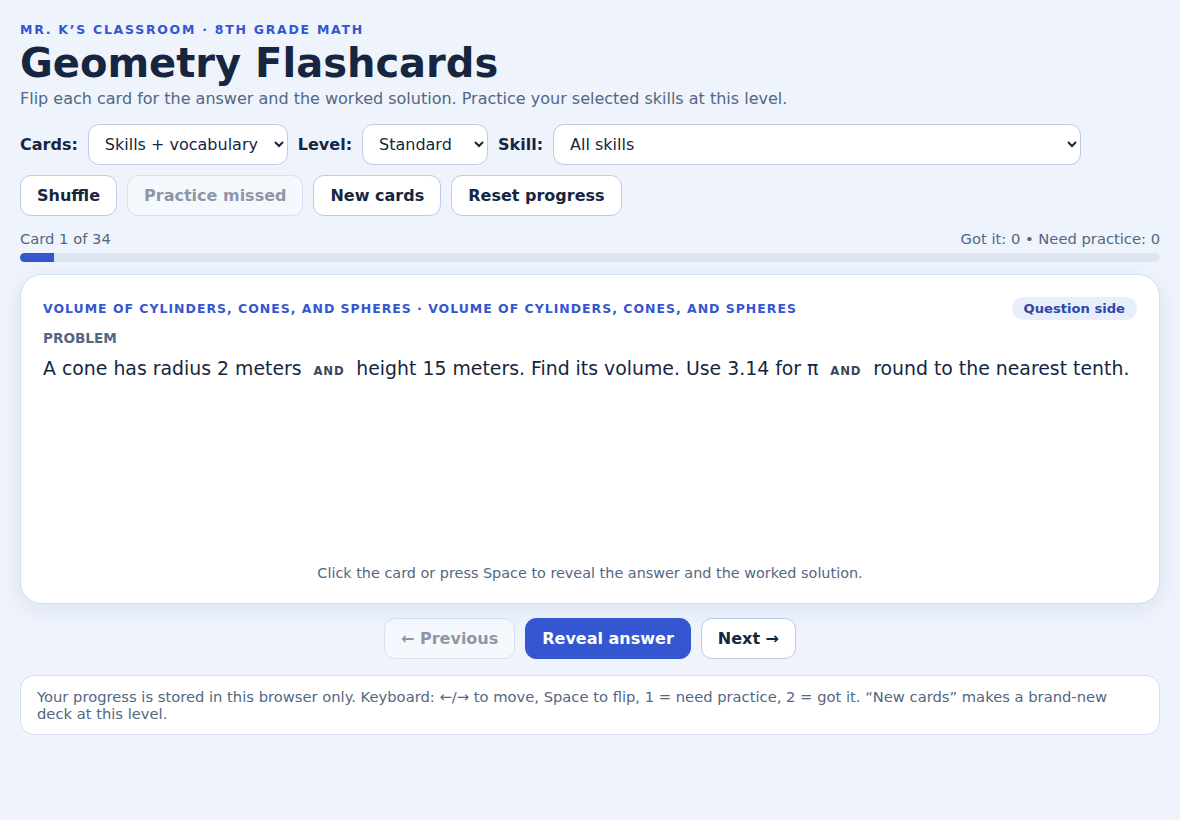 MR. K’S CLASSROOM · 8TH GRADE MATH
Geometry Flashcards
Flip each card for the answer and the worked solution. Practice your selected skills at this level.
Cards: Skills + vocabulary Level: Standard Skill: All skills
Shuffle Practice missed New cards Reset progress
Card 1 of 34 Got it: 0 • Need practice: 0
VOLUME OF CYLINDERS, CONES, AND SPHERES · VOLUME OF CYLINDERS, CONES, AND SPHERES Question side
PROBLEM
A cone has radius 2 meters AND height 15 meters. Find its volume. Use 3.14 for π AND round to the nearest tenth.
Click the card or press Space to reveal the answer and the worked solution.
← Previous Reveal answer Next →
Your progress is stored in this browser only. Keyboard: ←/→ to move, Space to flip, 1 = need practice, 2 = got it. “New cards” makes a brand-new
deck at this level.